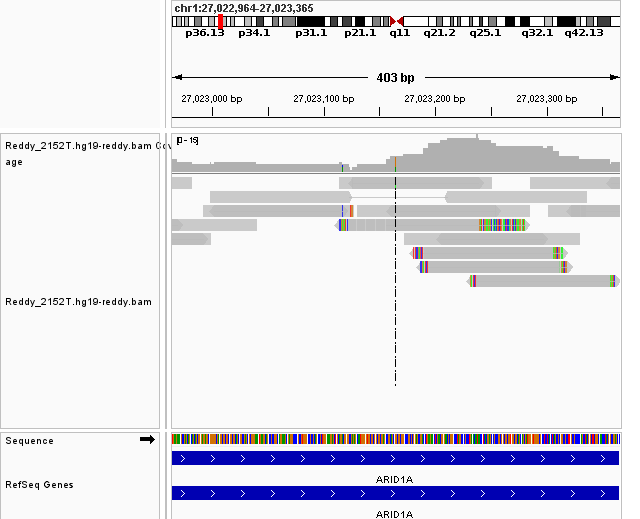 chr1:27,022,964-27,023,365
p36.13 p34.1 p31.1 p21.1 q11 q21.2 q25.1 q32.1 q42.13
403 bp
27,023,000 bp 27,023,100 bp 27,023,200 bp 27,023,300 bp
Reddy_2152T.hg19-reddy.bam Cov
age
[0 - 19]
Reddy_2152T.hg19-reddy.bam
Sequence
RefSeq Genes
ARID1A
ARID1A